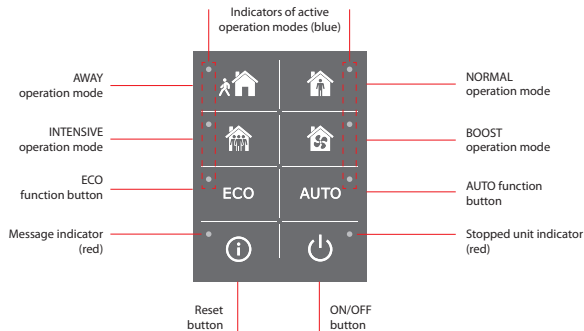 Indicators of active
operation modes (blue)
AWAY
operation mode
NORMAL
operation mode
INTENSIVE
operation mode
BOOST
operation mode
ECO
function button
ECO
AUTO
AUTO function
button
Message indicator
(red)
Stopped unit indicator
(red)
Reset
button
ON/OFF
button